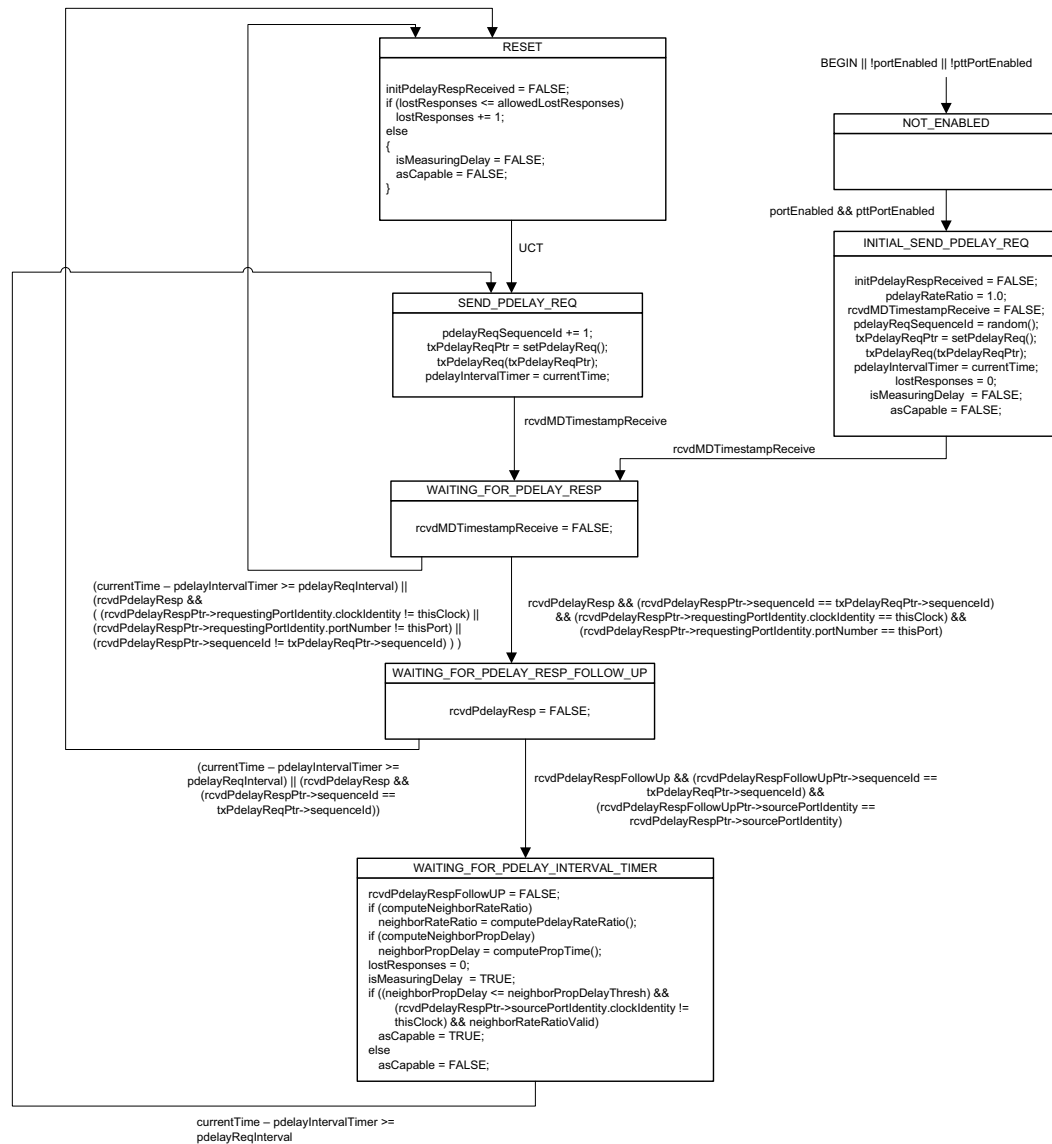 RESET
initPdelayRespReceived = FALSE;
if (lostResponses <= allowedLostResponses)
lostResponses += 1;
else
{
isMeasuringDelay = FALSE;
asCapable = FALSE;
}
BEGIN || !portEnabled || !pttPortEnabled
NOT_ENABLED
portEnabled && pttPortEnabled
INITIAL_SEND_PDELAY_REQ
initPdelayRespReceived = FALSE;
pdelayRateRatio = 1.0;
rcvdMDTimestampReceive = FALSE;
pdelayReqSequenceId = random();
txPdelayReqPtr = setPdelayReq();
txPdelayReq(txPdelayReqPtr);
pdelayIntervalTimer = currentTime;
lostResponses = 0;
isMeasuringDelay = FALSE;
asCapable = FALSE;
UCT
SEND_PDELAY_REQ
pdelayReqSequenceId += 1;
txPdelayReqPtr = setPdelayReq();
txPdelayReq(txPdelayReqPtr);
pdelayIntervalTimer = currentTime;
rcvdMDTimestampReceive
rcvdMDTimestampReceive
WAITING_FOR_PDELAY_RESP
rcvdMDTimestampReceive = FALSE;
(currentTime – pdelayIntervalTimer >= pdelayReqInterval) ||
(rcvdPdelayResp &&
( (rcvdPdelayRespPtr->requestingPortIdentity.clockIdentity != thisClock) ||
(rcvdPdelayRespPtr->requestingPortIdentity.portNumber != thisPort) ||
(rcvdPdelayRespPtr->sequenceId != txPdelayReqPtr->sequenceId) ) )
rcvdPdelayResp && (rcvdPdelayRespPtr->sequenceId == txPdelayReqPtr->sequenceId)
&& (rcvdPdelayRespPtr->requestingPortIdentity.clockIdentity == thisClock) &&
(rcvdPdelayRespPtr->requestingPortIdentity.portNumber == thisPort)
WAITING_FOR_PDELAY_RESP_FOLLOW_UP
rcvdPdelayResp = FALSE;
(currentTime – pdelayIntervalTimer >=
pdelayReqInterval) || (rcvdPdelayResp &&
(rcvdPdelayRespPtr->sequenceId ==
txPdelayReqPtr->sequenceId))
rcvdPdelayRespFollowUp && (rcvdPdelayRespFollowUpPtr->sequenceId ==
txPdelayReqPtr->sequenceId) &&
(rcvdPdelayRespFollowUpPtr->sourcePortIdentity ==
rcvdPdelayRespPtr->sourcePortIdentity)
WAITING_FOR_PDELAY_INTERVAL_TIMER
rcvdPdelayRespFollowUP = FALSE;
if (computeNeighborRateRatio)
neighborRateRatio = computePdelayRateRatio();
if (computeNeighborPropDelay)
neighborPropDelay = computePropTime();
lostResponses = 0;
isMeasuringDelay = TRUE;
if ((neighborPropDelay <= neighborPropDelayThresh) &&
(rcvdPdelayRespPtr->sourcePortIdentity.clockIdentity !=
thisClock) && neighborRateRatioValid)
asCapable = TRUE;
else
asCapable = FALSE;
currentTime – pdelayIntervalTimer >=
pdelayReqInterval